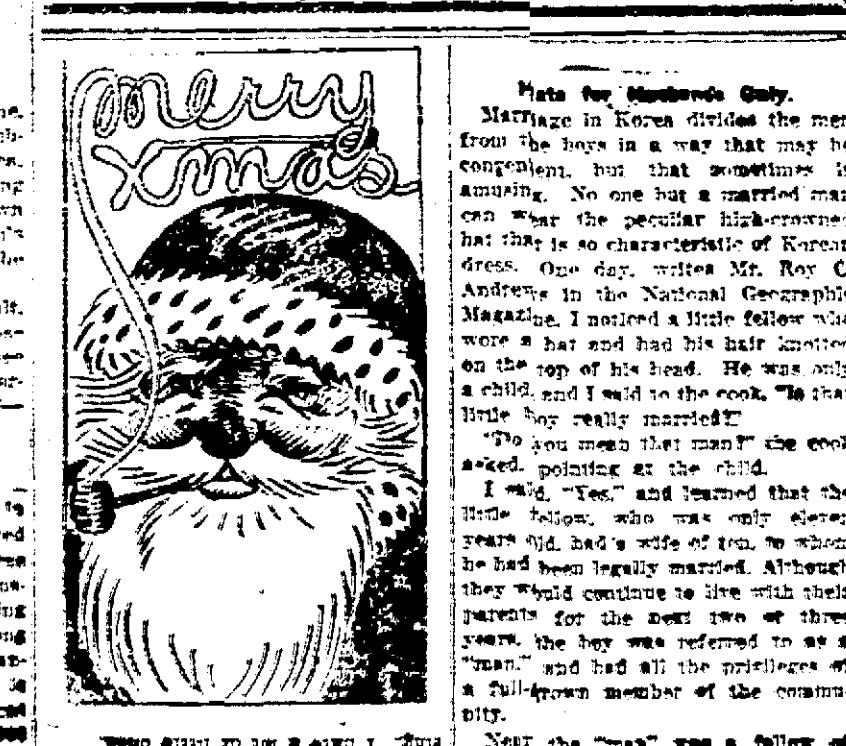 Merry
Xmas
Hats for Husbands Only.
Marriage in Korea divides the men
from the boys in a way that may be
convenient, but that sometimes is
amusing. No one but a married man
can wear the peculiar high-crowned
hat that is so characteristic of Korean
dress. One day, writes Mr. Roy C.
Andrews in the National Geographic
Magazine, I noticed a little fellow who
wore a hat and had his hair knotted
on the top of his head. He was only
a child, and I said to the cook, "Is that
little boy really married?"
"Do you mean that man?" the cook
asked, pointing at the child.
I said, "Yes," and learned that the
little fellow, who was only eleven
years old, had a wife of ten, to whom
he had been legally married. Although
they would continue to live with their
parents for the next two or three
years, the boy was referred to as a
"man," and had all the privileges of
a full-grown member of the commu-
nity.
Near the "man" was a fellow of